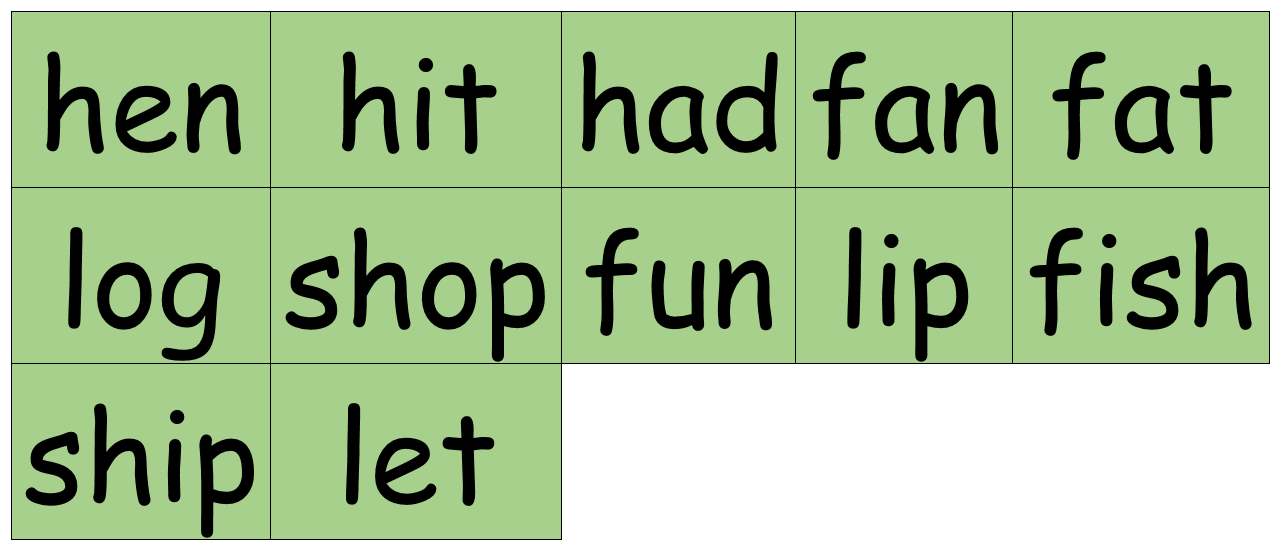 hen hit had fan fat
log shop fun lip fish
ship let